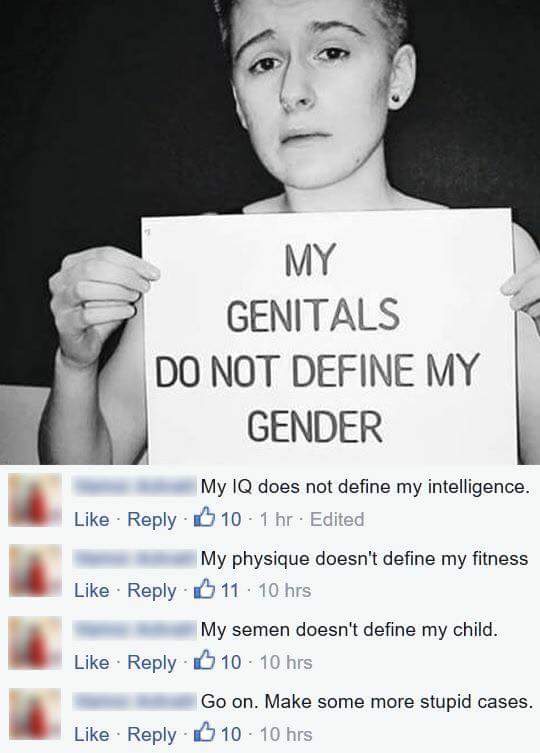 MY
GENITALS
DO NOT DEFINE MY
GENDER
My IQ does not define my intelligence.
Like · Reply · 10 · 1 hr · Edited
My physique doesn't define my fitness
Like · Reply · 11 · 10 hrs
My semen doesn't define my child.
Like · Reply · 10 · 10 hrs
Go on. Make some more stupid cases.
Like · Reply · 10 · 10 hrs